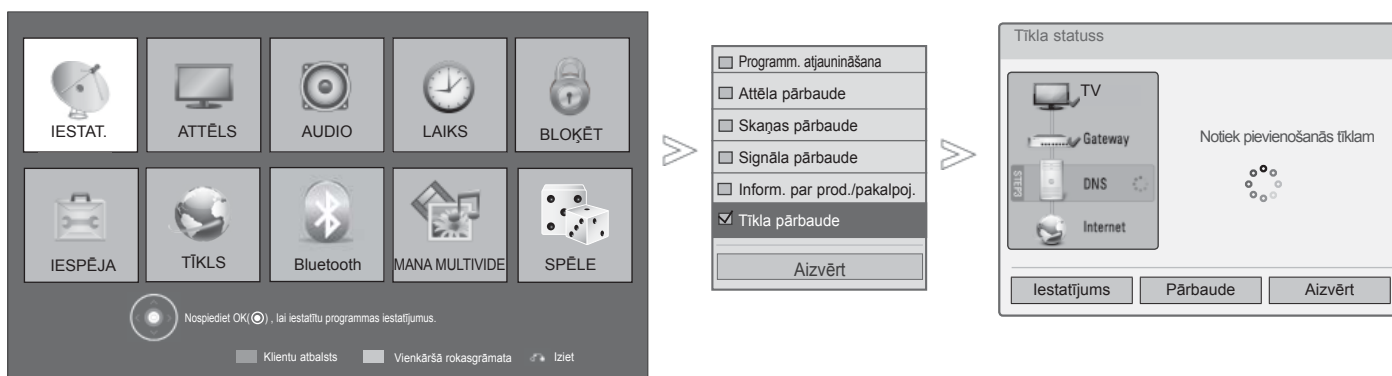 IESTAT.
ATTĒLS
AUDIO
LAIKS
BLOĶĒT
IESPĒJA
TĪKLS
Bluetooth
MANA MULTIVIDE
SPĒLE
Nospiediet OK(◉) , lai iestatītu programmas iestatījumus.
Klientu atbalsts
Vienkāršā rokasgrāmata
Iziet
Programm. atjaunināšana
Attēla pārbaude
Skaņas pārbaude
Signāla pārbaude
Inform. par prod./pakalpoj.
Tīkla pārbaude
Aizvērt
Tīkla statuss
TV
Gateway
STEP1
DNS
Internet
Notiek pievienošanās tīklam
Iestatījums
Pārbaude
Aizvērt